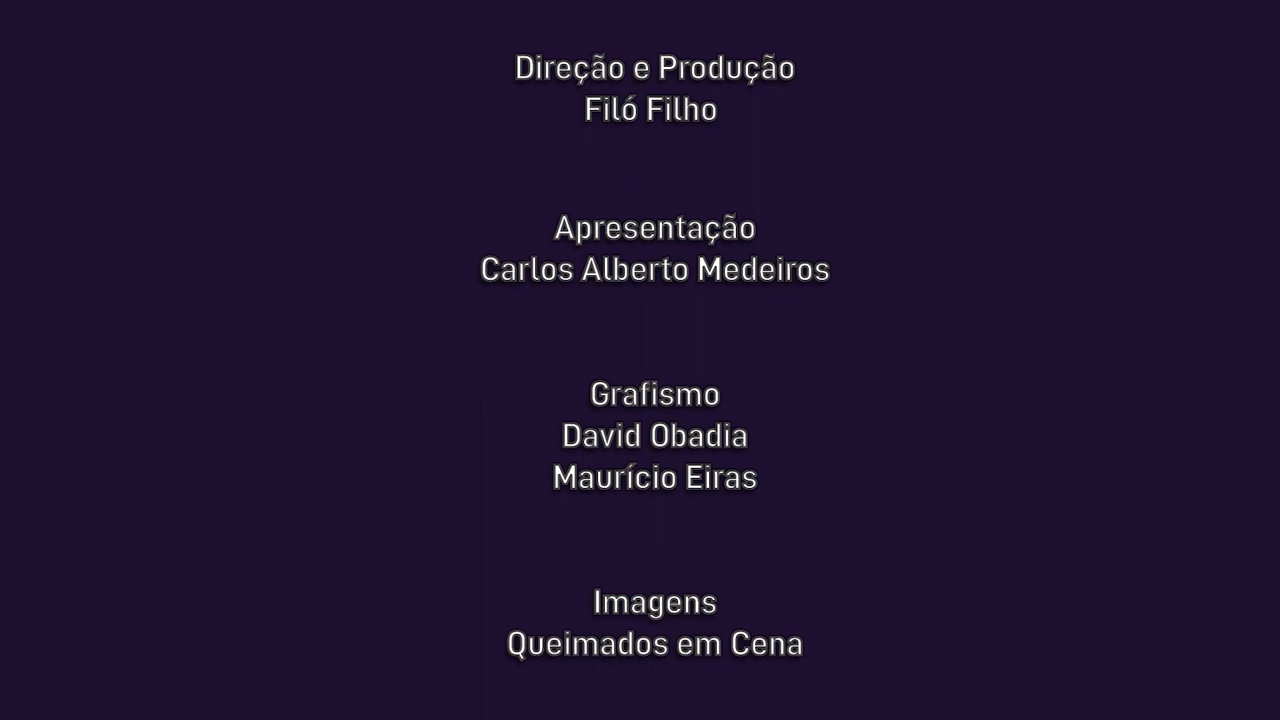 Direção e Produção
Filó Filho
Apresentação
Carlos Alberto Medeiros
Grafismo
David Obadia
Maurício Eiras
Imagens
Queimados em Cena